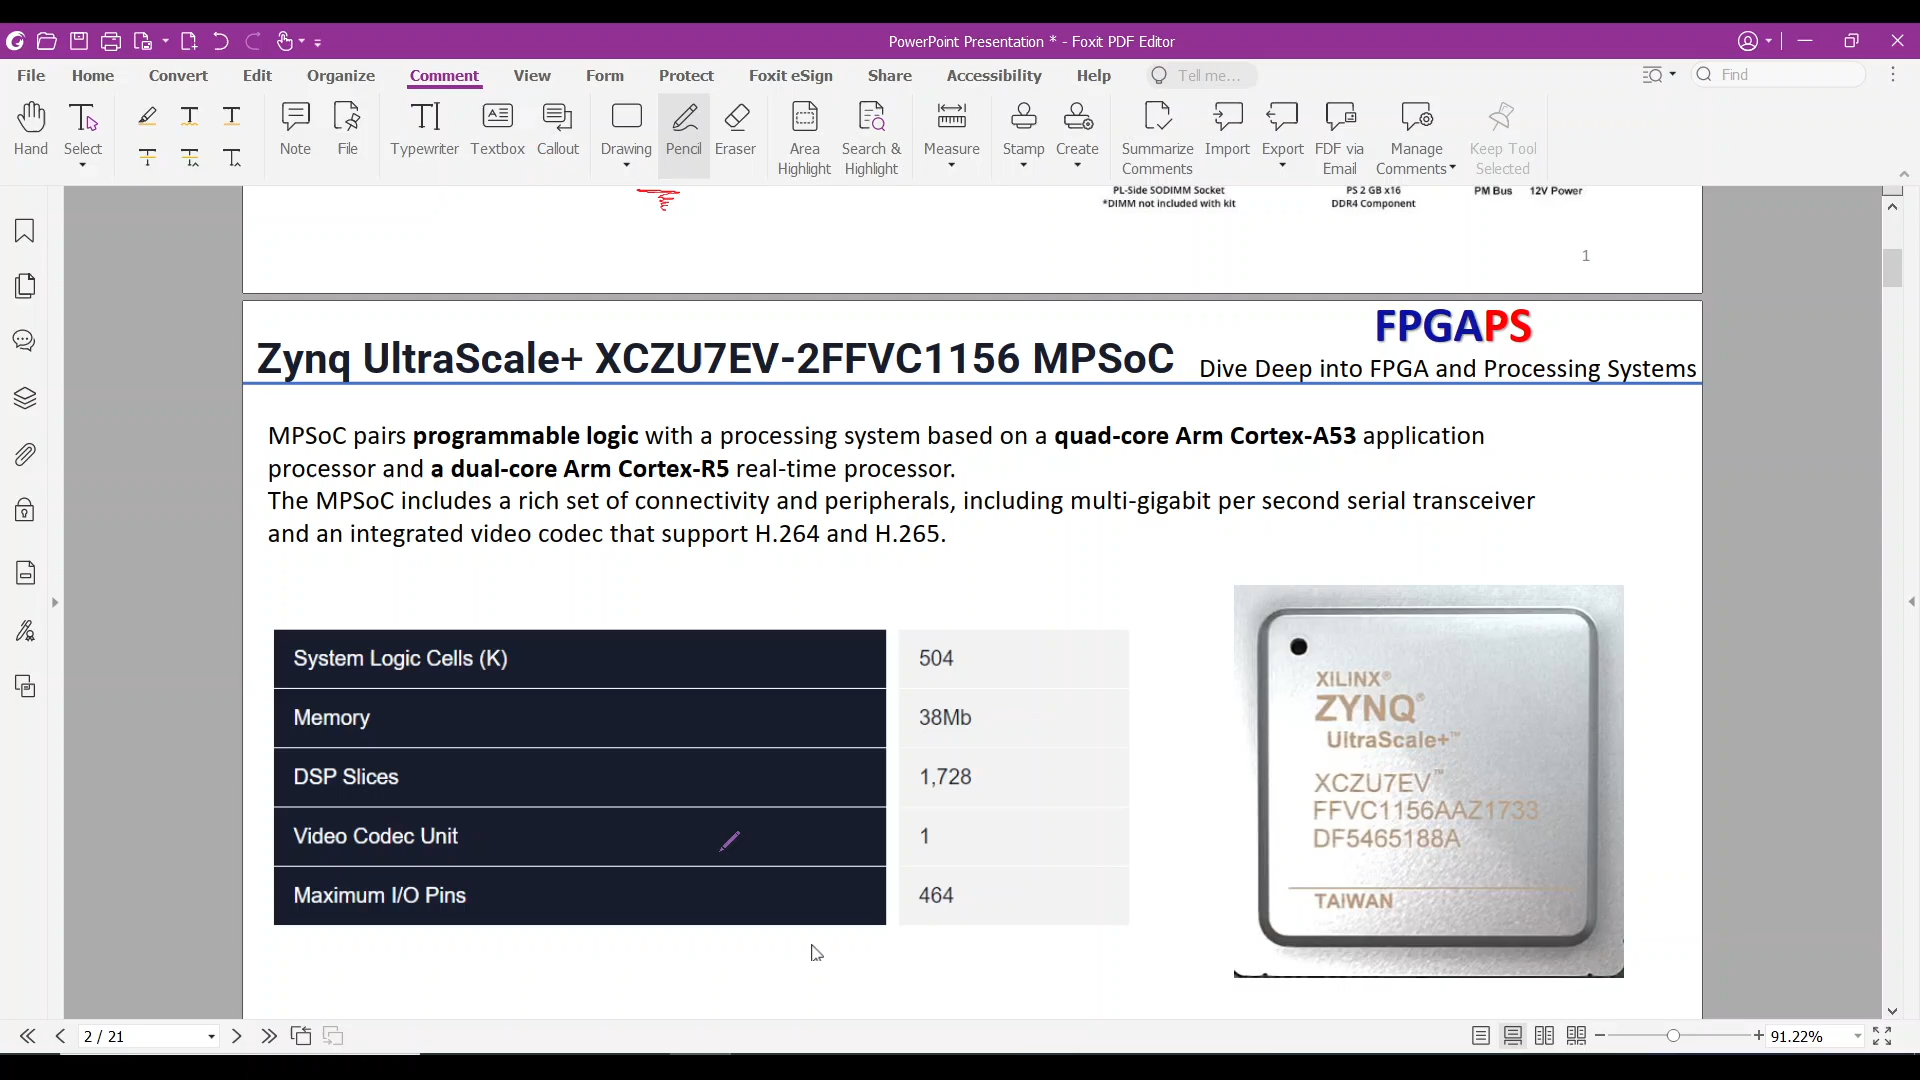 PowerPoint Presentation * - Foxit PDF Editor
File Home Convert Edit Organize Comment View Form Protect Foxit eSign Share Accessibility Help Tell me... Find
Hand Select Note File Typewriter Textbox Callout Drawing Pencil Eraser Area Highlight Search & Highlight Measure Stamp Create Summarize Comments Import Export FDF via Email Manage Comments Keep Tool Selected
PL-Side SODIMM Socket
*DIMM not included with kit
PS 2 GB x16
DDR4 Component
PM Bus 12V Power
1
FPGAPS
Zynq UltraScale+ XCZU7EV-2FFVC1156 MPSoC
Dive Deep into FPGA and Processing Systems
MPSoC pairs programmable logic with a processing system based on a quad-core Arm Cortex-A53 application
processor and a dual-core Arm Cortex-R5 real-time processor.
The MPSoC includes a rich set of connectivity and peripherals, including multi-gigabit per second serial transceiver
and an integrated video codec that support H.264 and H.265.
System Logic Cells (K) 504
Memory 38Mb
DSP Slices 1,728
Video Codec Unit 1
Maximum I/O Pins 464
XILINX®
ZYNQ®
UltraScale+™
XCZU7EV™
FFVC1156AAZ1733
DF5465188A
TAIWAN
2 / 21
91.22%